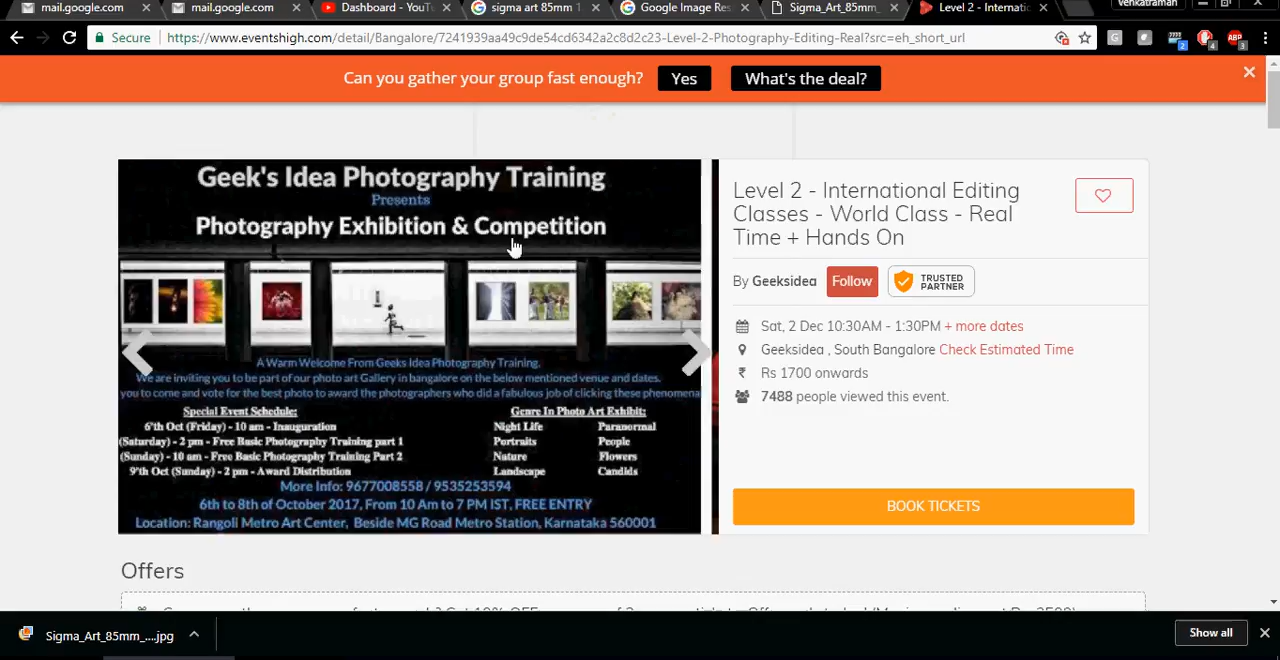 mail.google.com
mail.google.com
Dashboard - YouT
sigma art 85mm 1
Google Image Res
Sigma_Art_85mm_
Level 2 - Internatio
Venkatraman
Secure
https://www.eventshigh.com/detail/Bangalore/7241939aa49c9de54cd6342a2c8d2c23-Level-2-Photography-Editing-Real?src=eh_short_url
Can you gather your group fast enough?
Yes
What's the deal?
Geek's Idea Photography Training
Presents
Photography Exhibition & Competition
A Warm Welcome From Geeks Idea Photography Training.
We are inviting you to be part of our photo art Gallery in bangalore on the below mentioned venue and dates.
you to come and vote for the best photo to award the photographers who did a fabulous job of clicking these phenomena
Special Event Schedule:
6'th Oct (Friday) - 10 am - Inauguration
(Saturday) - 2 pm - Free Basic Photography Training part 1
(Sunday) - 10 am - Free Basic Photography Training Part 2
9'th Oct (Sunday) - 2 pm - Award Distribution
Genre In Photo Art Exhibit:
Night Life Paranormal
Portraits People
Nature Flowers
Landscape Candids
More Info: 9677008558 / 9535253594
6th to 8th of October 2017, From 10 Am to 7 PM IST, FREE ENTRY
Location: Rangoli Metro Art Center, Beside MG Road Metro Station, Karnataka 560001
Level 2 - International Editing
Classes - World Class - Real
Time + Hands On
By Geeksidea
Follow
TRUSTED
PARTNER
Sat, 2 Dec 10:30AM - 1:30PM + more dates
Geeksidea , South Bangalore Check Estimated Time
₹ Rs 1700 onwards
7488 people viewed this event.
BOOK TICKETS
Offers
Sigma_Art_85mm_....jpg
Show all